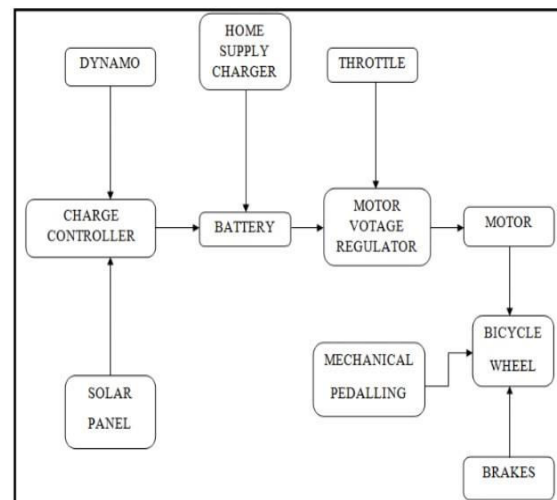 HOME
SUPPLY
CHARGER
DYNAMO
THROTTLE
CHARGE
CONTROLLER
BATTERY
MOTOR
VOTAGE
REGULATOR
MOTOR
MECHANICAL
PEDALLING
BICYCLE
WHEEL
SOLAR
PANEL
BRAKES